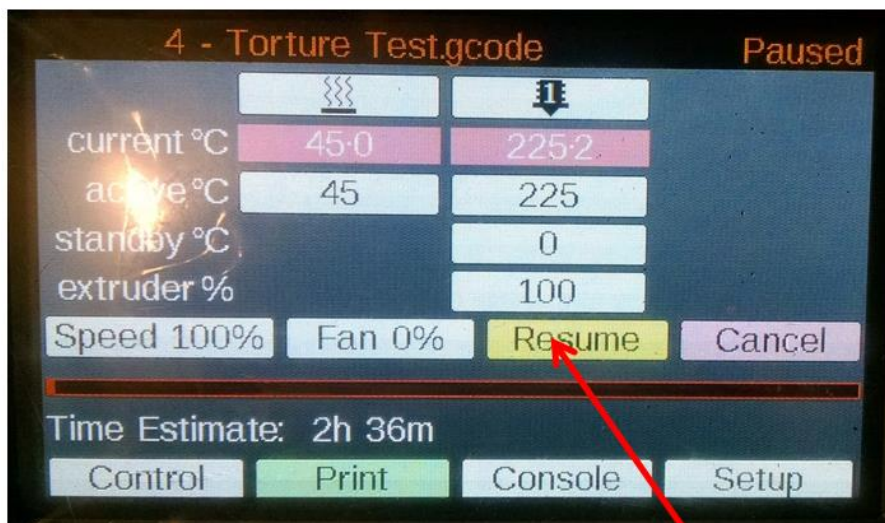 4 - Torture Test.gcode Paused
1
current °C 45.0 225.2
active °C 45 225
standby °C 0
extruder % 100
Speed 100% Fan 0% Resume Cancel
Time Estimate: 2h 36m
Control Print Console Setup